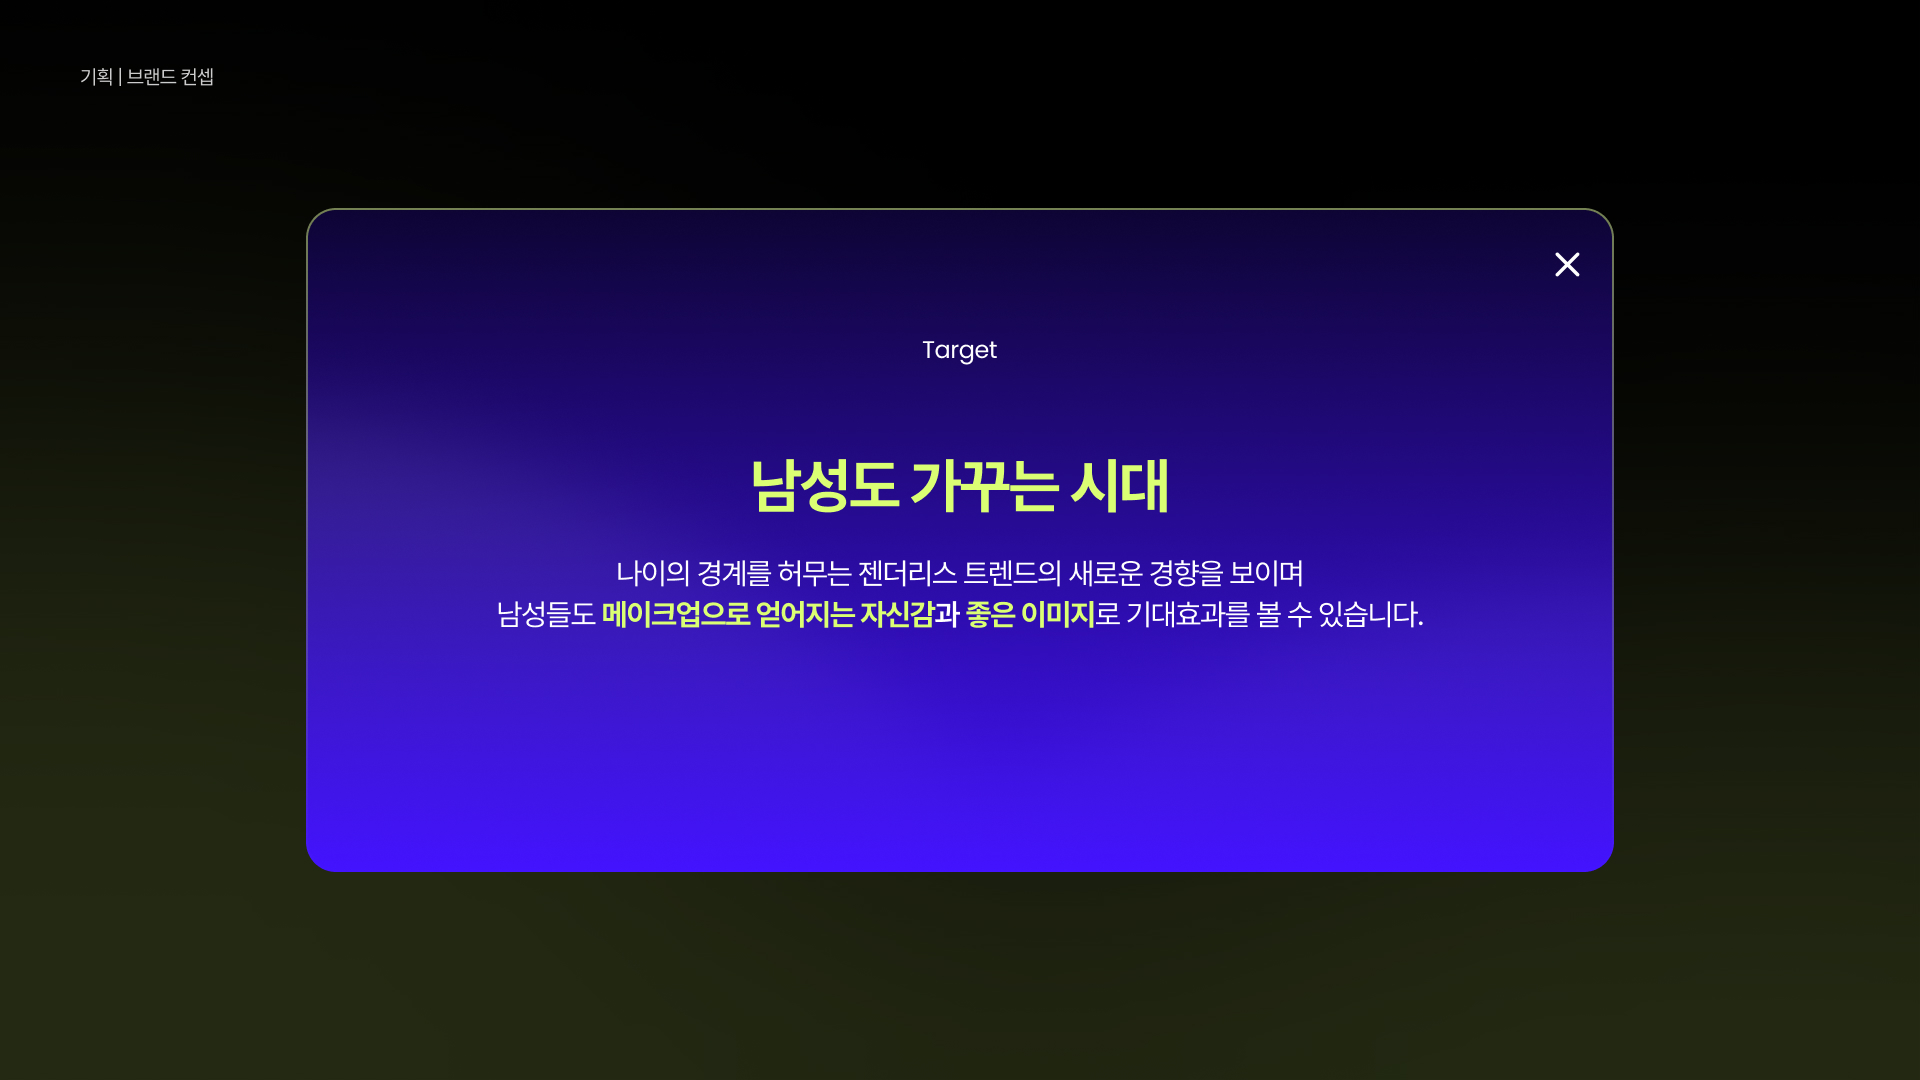 기획 | 브랜드 컨셉
Target
남성도 가꾸는 시대
나이의 경계를 허무는 젠더리스 트렌드의 새로운 경향을 보이며
남성들도 메이크업으로 얻어지는 자신감과 좋은 이미지로 기대효과를 볼 수 있습니다.